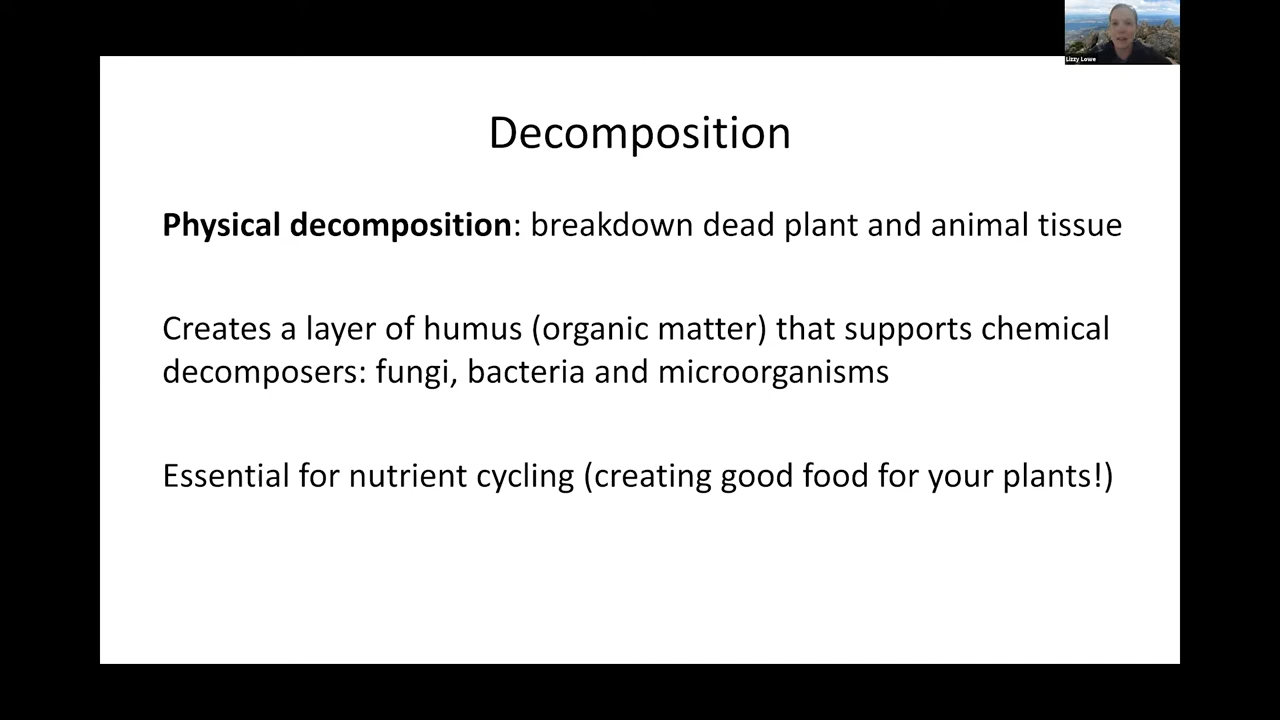 Lizzy Lowe
Decomposition
Physical decomposition: breakdown dead plant and animal tissue
Creates a layer of humus (organic matter) that supports chemical
decomposers: fungi, bacteria and microorganisms
Essential for nutrient cycling (creating good food for your plants!)